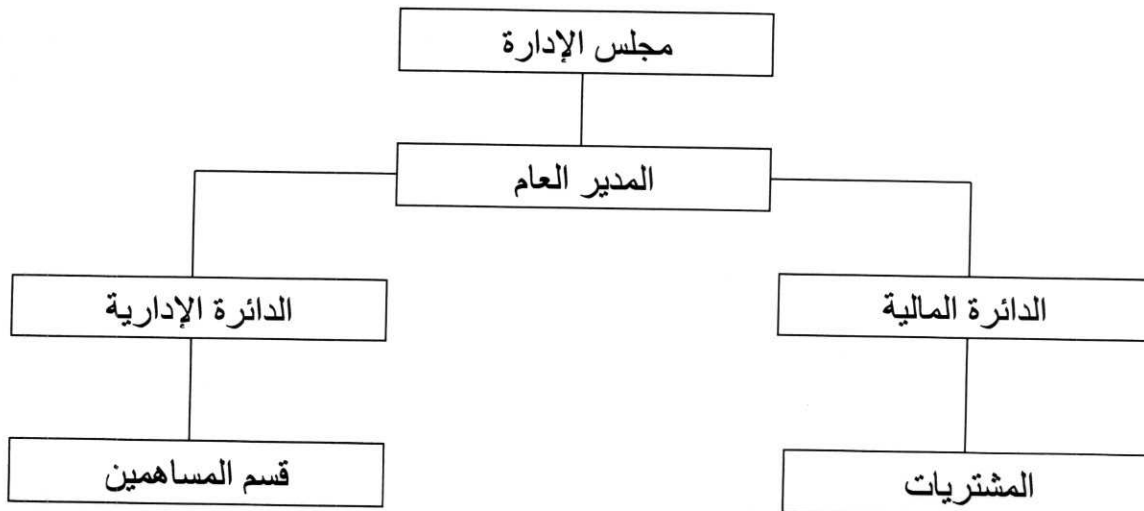 مجلس الإدارة
المدير العام
الدائرة المالية
الدائرة الإدارية
المشتريات
قسم المساهمين